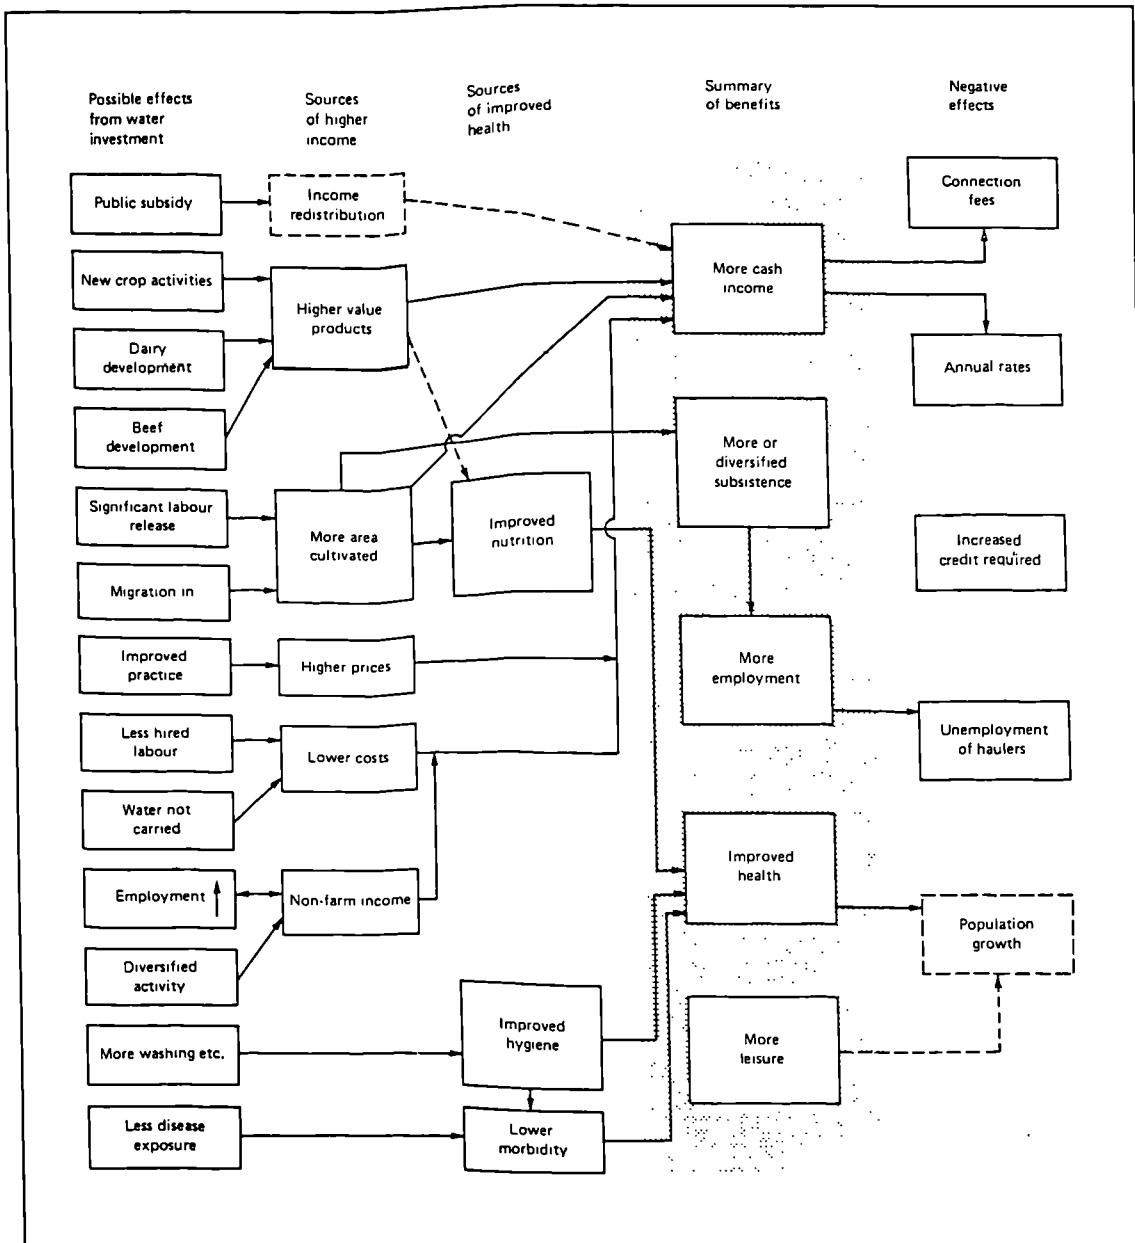 Possible effects
from water
investment
Sources
of higher
income
Sources
of improved
health
Summary
of benefits
Negative
effects
Public subsidy
New crop activities
Dairy
development
Beef
development
Significant labour
release
Migration in
Improved
practice
Less hired
labour
Water not
carried
Employment
Diversified
activity
More washing etc.
Less disease
exposure
Income
redistribution
Higher value
products
More area
cultivated
Higher prices
Lower costs
Non-farm income
Improved
nutrition
Improved
hygiene
Lower
morbidity
More cash
income
More or
diversified
subsistence
More
employment
Improved
health
More
leisure
Connection
fees
Annual rates
Increased
credit required
Unemployment
of haulers
Population
growth